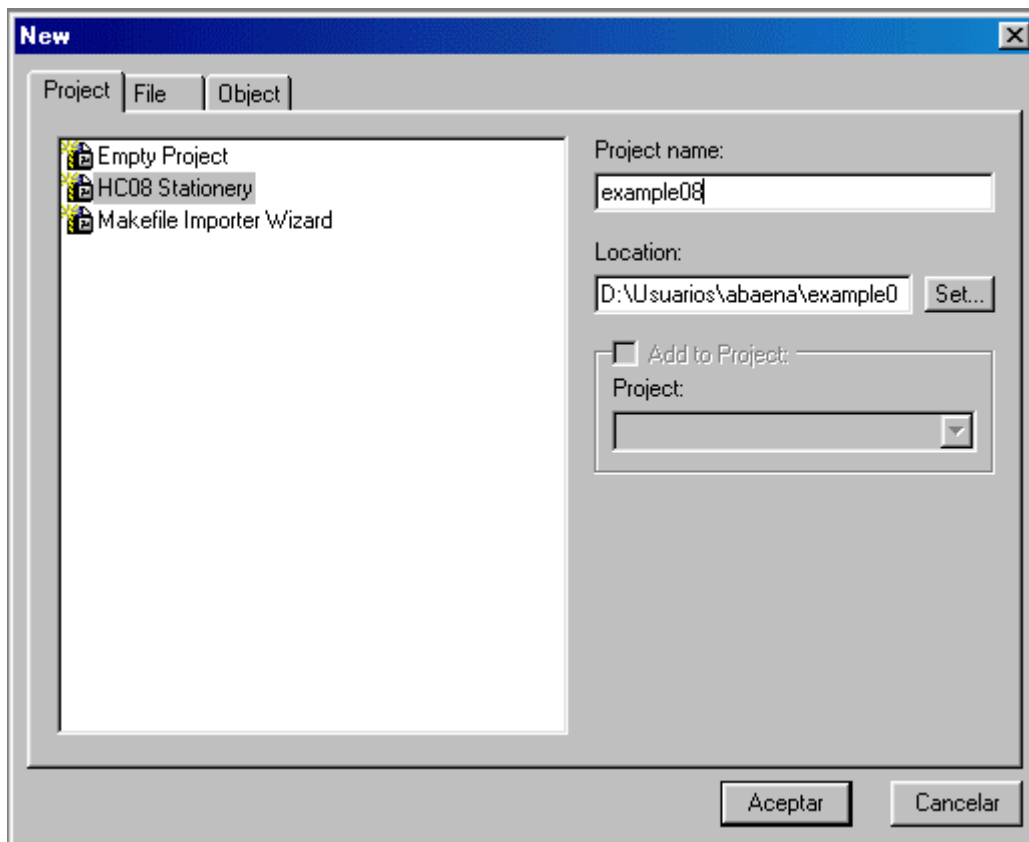 New
Project File Object
Empty Project
HC08 Stationery
Makefile Importer Wizard
Project name:
example08
Location:
D:\Usuarios\abaena\example0 Set...
Add to Project:
Project:
Aceptar Cancelar